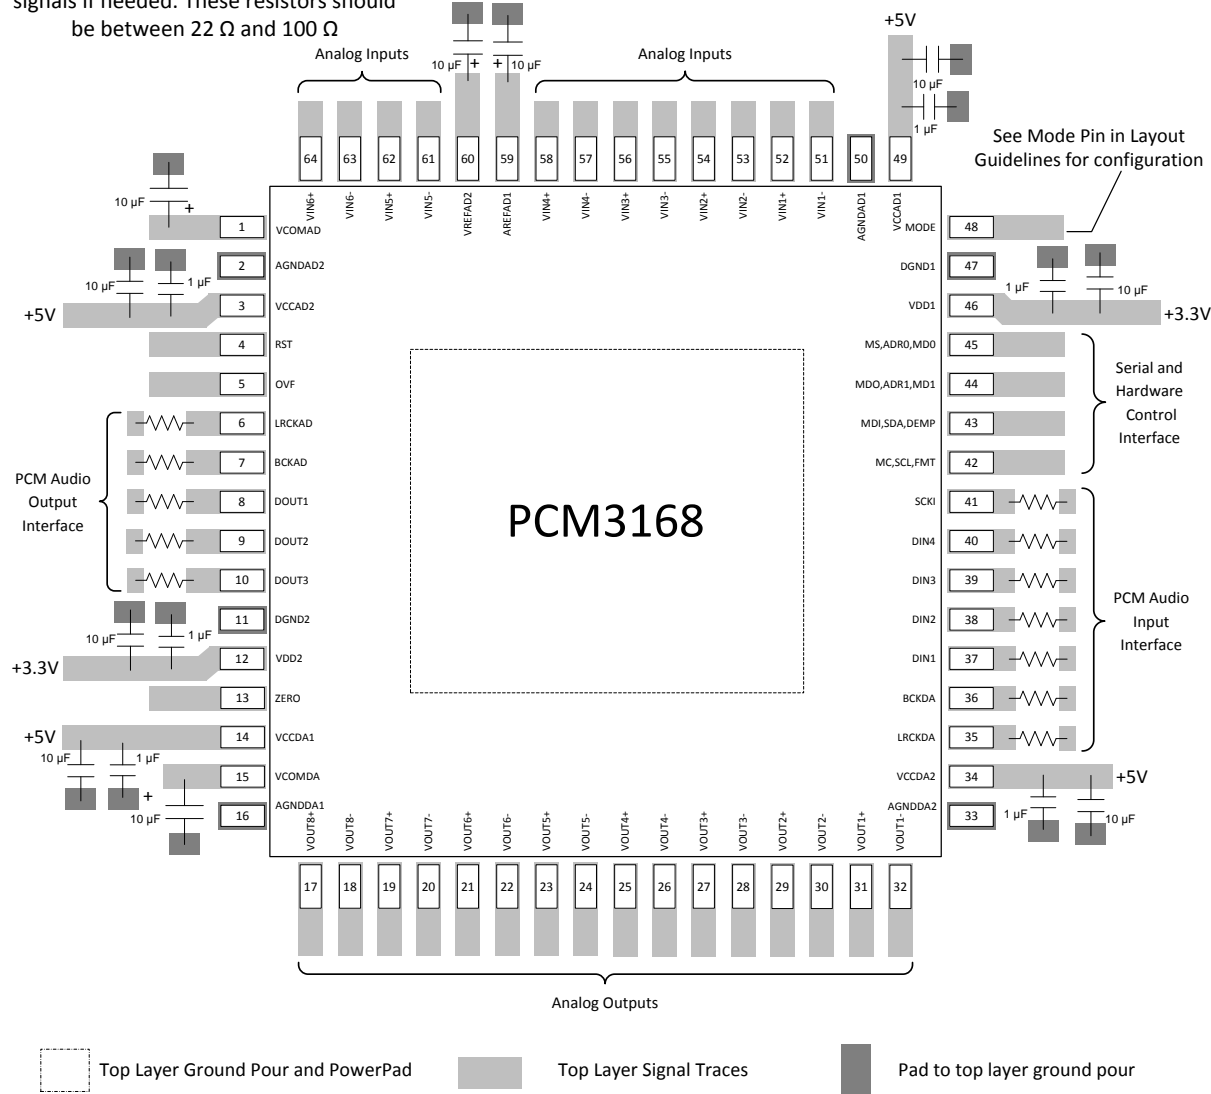 signals if needed. These resistors should
be between 22 Ω and 100 Ω
Analog Inputs
10 µF
+
+
10 µF
Analog Inputs
+5V
10 µF
1 µF
See Mode Pin in Layout
Guidelines for configuration
64
63
62
61
60
59
58
57
56
55
54
53
52
51
50
49
VIN6+
VIN6-
VIN5+
VIN5-
VREFAD2
AREFAD1
VIN4+
VIN4-
VIN3+
VIN3-
VIN2+
VIN2-
VIN1+
VIN1-
AGNDAD1
VCCAD1
10 µF
+
1
VCOMAD
2
AGNDAD2
10 µF
1 µF
+5V
3
VCCAD2
4
RST
5
OVF
6
LRCKAD
7
BCKAD
8
DOUT1
9
DOUT2
10
DOUT3
PCM Audio
Output
Interface
11
DGND2
10 µF
1 µF
+3.3V
12
VDD2
13
ZERO
+5V
14
VCCDA1
10 µF
1 µF
15
VCOMDA
+
10 µF
16
AGNDDA1
PCM3168
MODE
48
DGND1
47
1 µF
10 µF
VDD1
46
+3.3V
MS,ADR0,MD0
45
MDO,ADR1,MD1
44
MDI,SDA,DEMP
43
MC,SCL,FMT
42
Serial and
Hardware
Control
Interface
SCKI
41
DIN4
40
DIN3
39
DIN2
38
DIN1
37
BCKDA
36
LRCKDA
35
PCM Audio
Input
Interface
VCCDA2
34
+5V
AGNDDA2
33
1 µF
10 µF
VOUT8+
VOUT8-
VOUT7+
VOUT7-
VOUT6+
VOUT6-
VOUT5+
VOUT5-
VOUT4+
VOUT4-
VOUT3+
VOUT3-
VOUT2+
VOUT2-
VOUT1+
VOUT1-
17
18
19
20
21
22
23
24
25
26
27
28
29
30
31
32
Analog Outputs
Top Layer Ground Pour and PowerPad
Top Layer Signal Traces
Pad to top layer ground pour